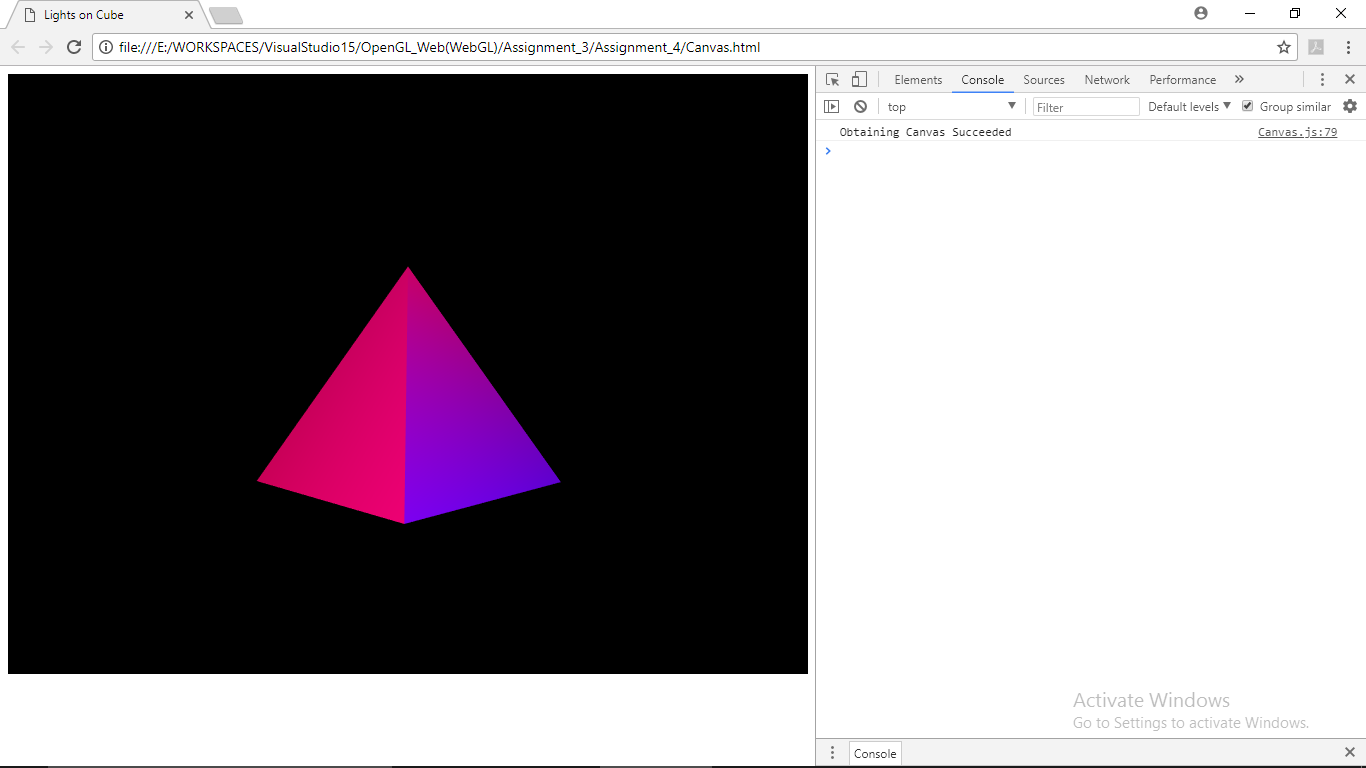 Lights on Cube
file:///E:/WORKSPACES/VisualStudio15/OpenGL_Web(WebGL)/Assignment_3/Assignment_4/Canvas.html
Elements Console Sources Network Performance »
top Filter Default levels Group similar
Obtaining Canvas Succeeded Canvas.js:79
Activate Windows
Go to Settings to activate Windows.
Console